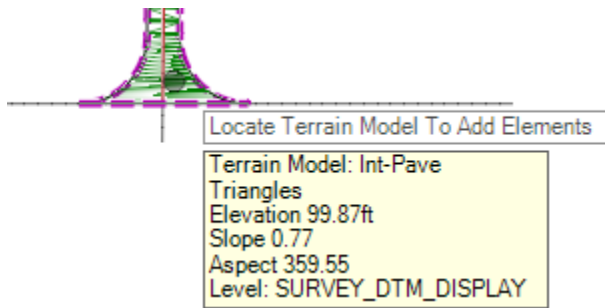 Locate Terrain Model To Add Elements
Terrain Model: Int-Pave
Triangles
Elevation 99.87ft
Slope 0.77
Aspect 359.55
Level: SURVEY_DTM_DISPLAY